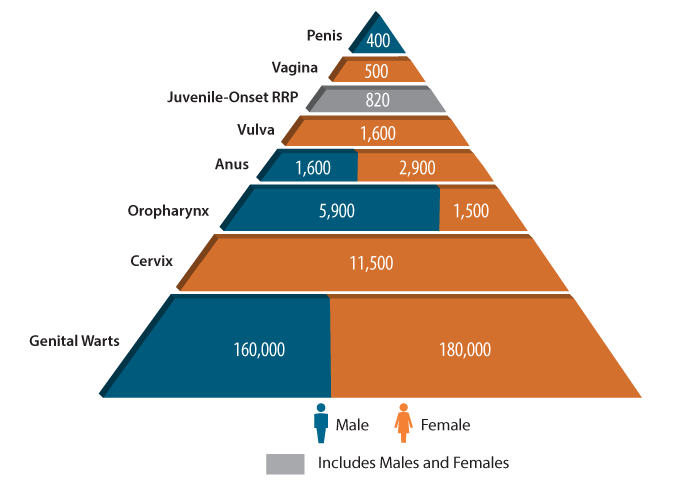 Penis 400
Vagina 500
Juvenile-Onset RRP 820
Vulva 1,600
Anus 1,600 2,900
Oropharynx 5,900 1,500
Cervix 11,500
Genital Warts 160,000 180,000
Male Female
Includes Males and Females